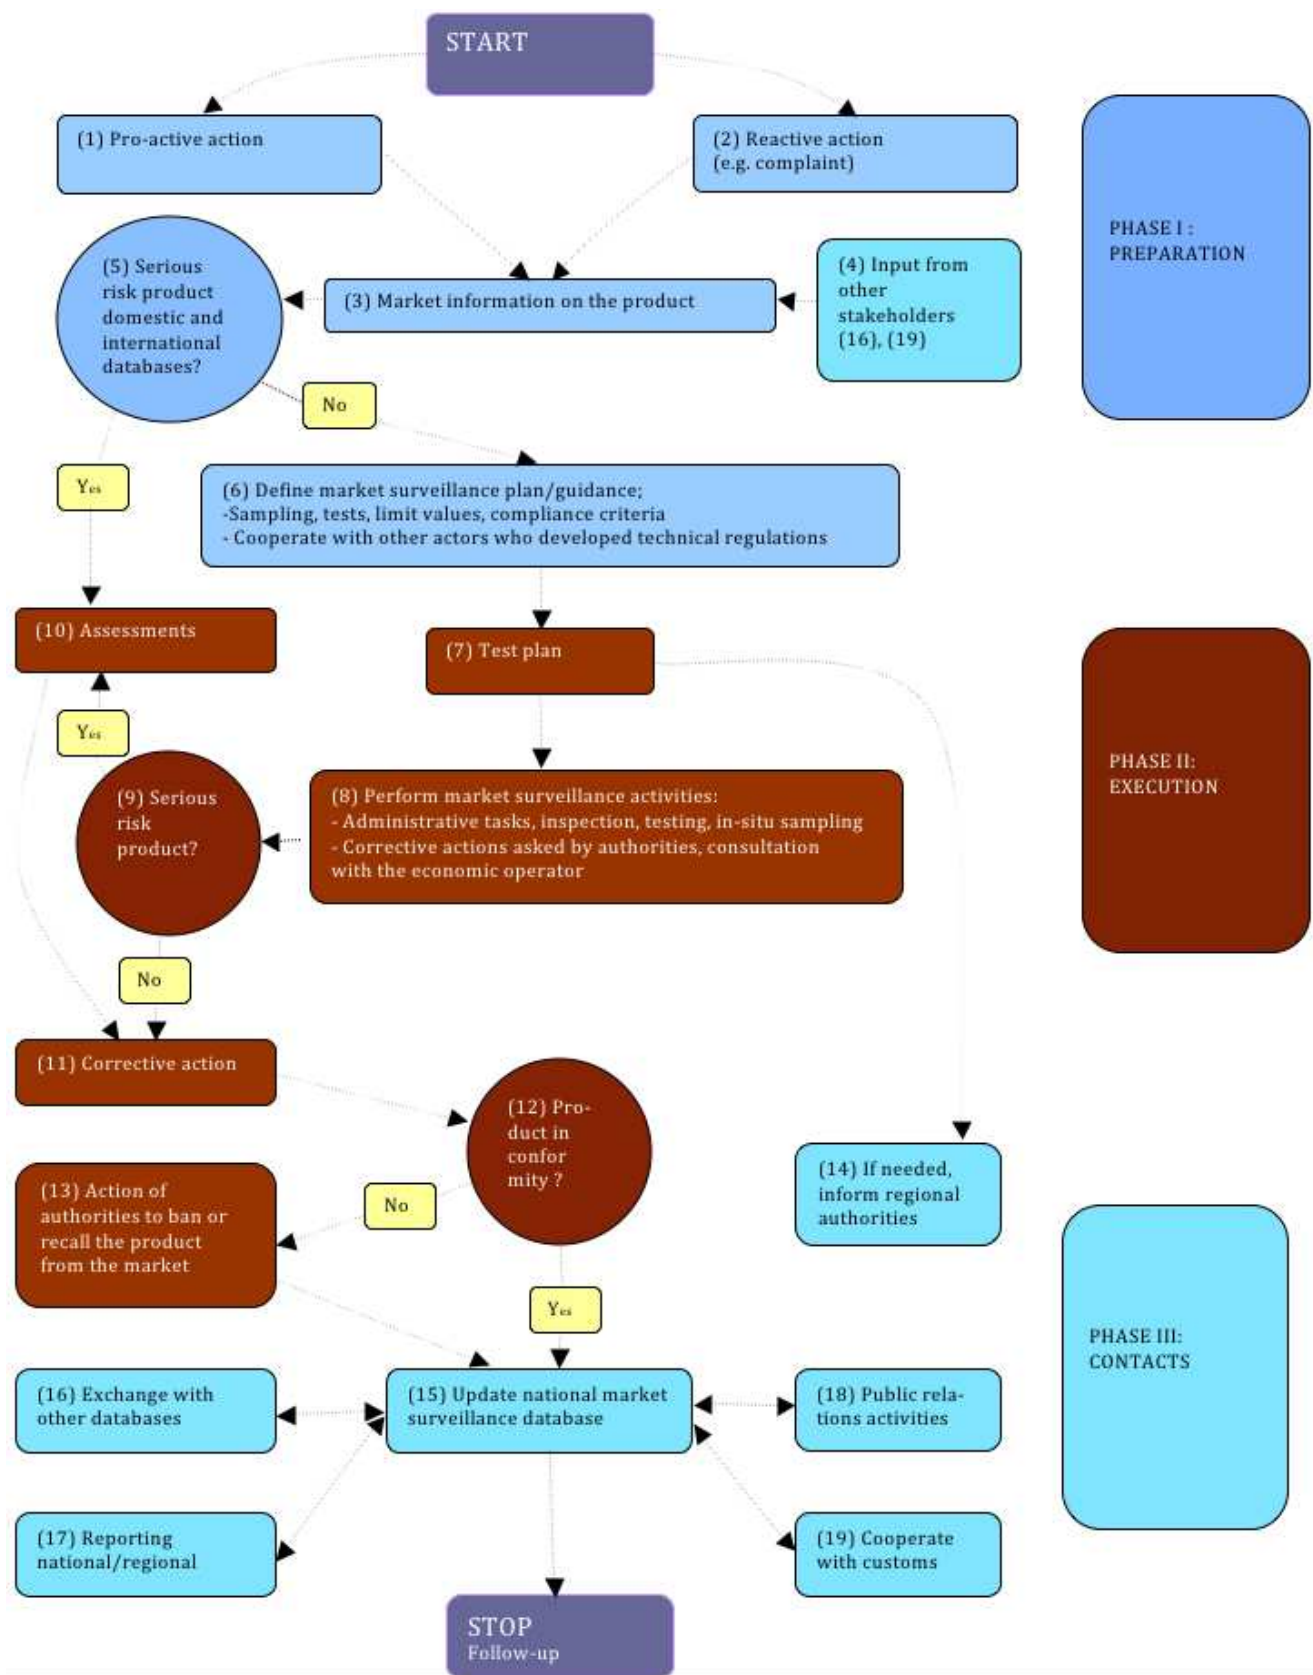 START
(1) Pro-active action
(2) Reactive action
(e.g. complaint)
PHASE I :
PREPARATION
(5) Serious
risk product
domestic and
international
databases?
(3) Market information on the product
(4) Input from
other
stakeholders
(16), (19)
No
Yes
(6) Define market surveillance plan/guidance;
-Sampling, tests, limit values, compliance criteria
- Cooperate with other actors who developed technical regulations
(10) Assessments
(7) Test plan
Yes
PHASE II:
EXECUTION
(9) Serious
risk
product?
(8) Perform market surveillance activities:
- Administrative tasks, inspection, testing, in-situ sampling
- Corrective actions asked by authorities, consultation
with the economic operator
No
(11) Corrective action
(12) Pro-
duct in
confor
mity ?
(13) Action of
authorities to ban or
recall the product
from the market
No
(14) If needed,
inform regional
authorities
Yes
PHASE III:
CONTACTS
(16) Exchange with
other databases
(15) Update national market
surveillance database
(18) Public rela-
tions activities
(17) Reporting
national/regional
(19) Cooperate
with customs
STOP
Follow-up